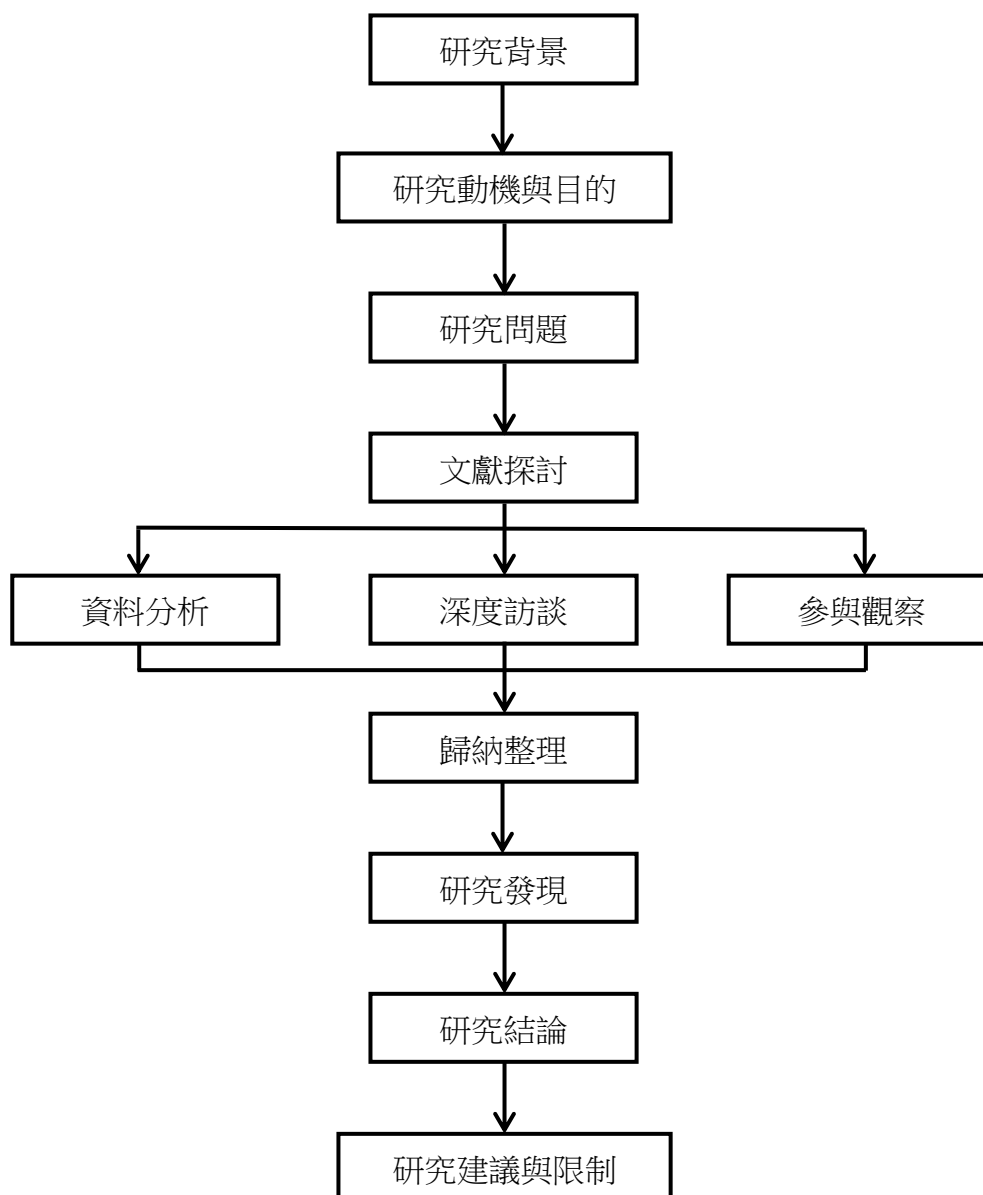 研究背景
研究動機與目的
研究問題
文獻探討
資料分析
深度訪談
參與觀察
歸納整理
研究發現
研究結論
研究建議與限制